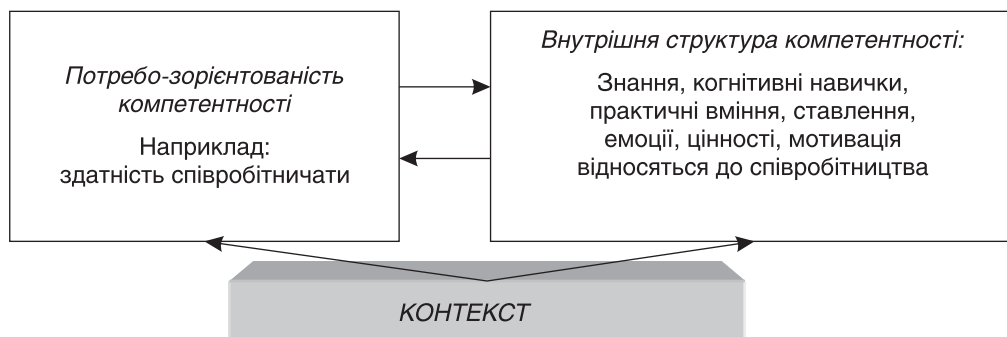 Потребо-зорієнтованість
компетентності
Наприклад:
здатність співробітничати
Внутрішня структура компетентності:
Знання, когнітивні навички,
практичні вміння, ставлення,
емоції, цінності, мотивація
відносяться до співробітництва
КОНТЕКСТ